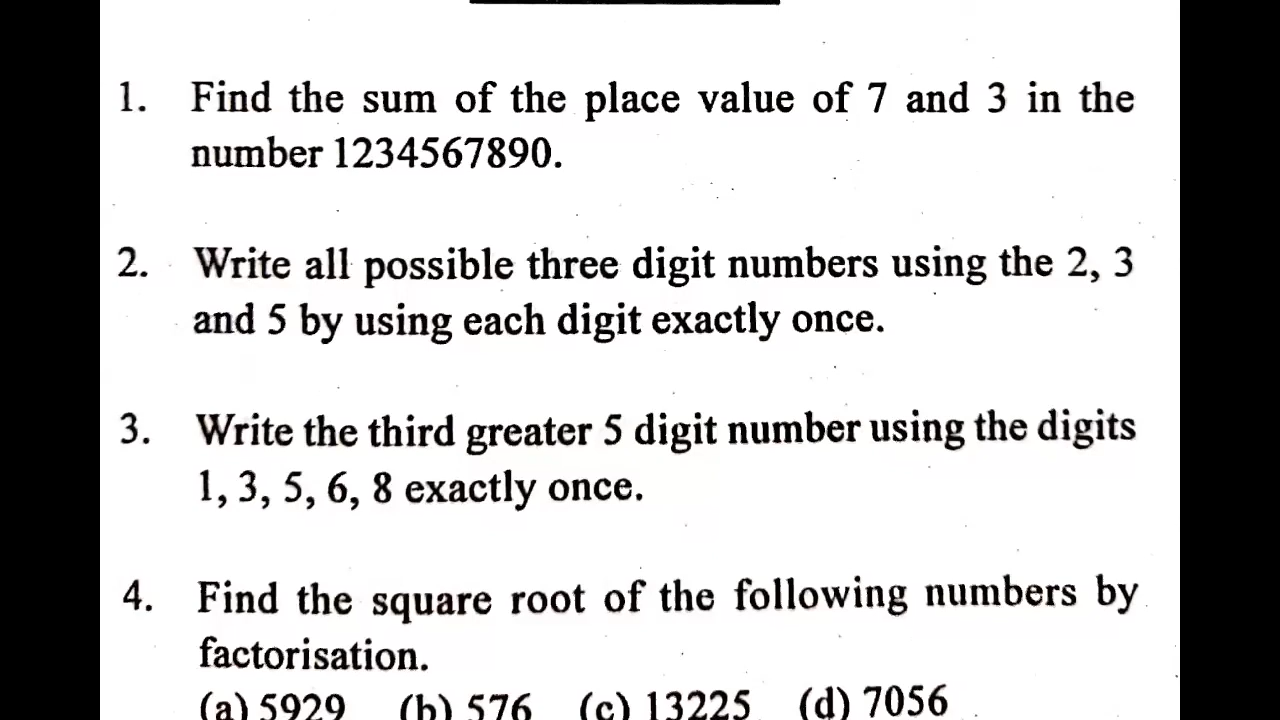 1. Find the sum of the place value of 7 and 3 in the
number 1234567890.
2. Write all possible three digit numbers using the 2, 3
and 5 by using each digit exactly once.
3. Write the third greater 5 digit number using the digits
1, 3, 5, 6, 8 exactly once.
4. Find the square root of the following numbers by
factorisation.
(a) 5929 (b) 576 (c) 13225 (d) 7056